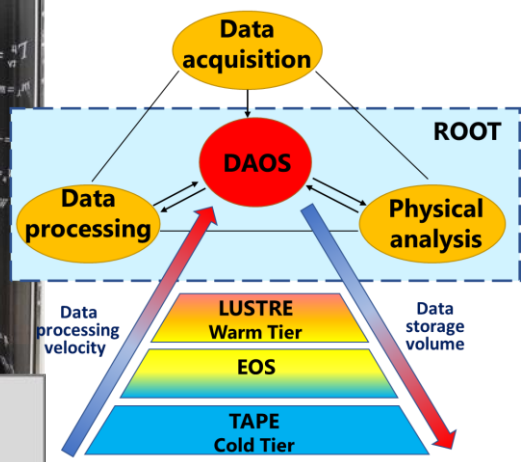 Data
acquisition
ROOT
DAOS
Data
processing
Physical
analysis
Data
processing
velocity
LUSTRE
Warm Tier
Data
storage
volume
EOS
TAPE
Cold Tier